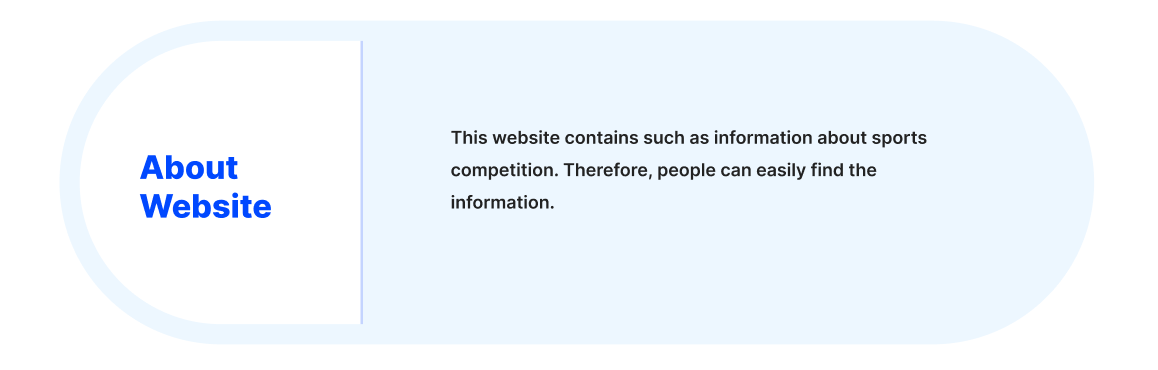 About
Website
This website contains such as information about sports
competition. Therefore, people can easily find the
information.